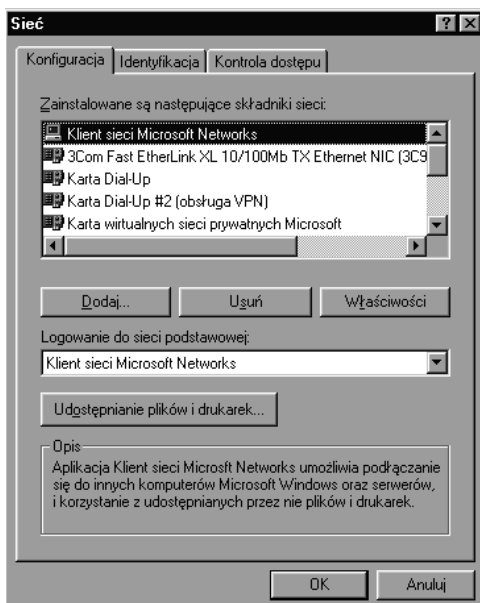 Sieć
Konfiguracja Identyfikacja Kontrola dostępu
Zainstalowane są następujące składniki sieci:
Klient sieci Microsoft Networks
3Com Fast EtherLink XL 10/100Mb TX Ethernet NIC (3C9
Karta Dial-Up
Karta Dial-Up #2 (obsługa VPN)
Karta wirtualnych sieci prywatnych Microsoft
Dodaj... Usuń Właściwości
Logowanie do sieci podstawowej:
Klient sieci Microsoft Networks
Udostępnianie plików i drukarek...
Opis
Aplikacja Klient sieci Microsft Networks umożliwia podłączanie
się do innych komputerów Microsoft Windows oraz serwerów,
i korzystanie z udostępnianych przez nie plików i drukarek.
OK Anuluj